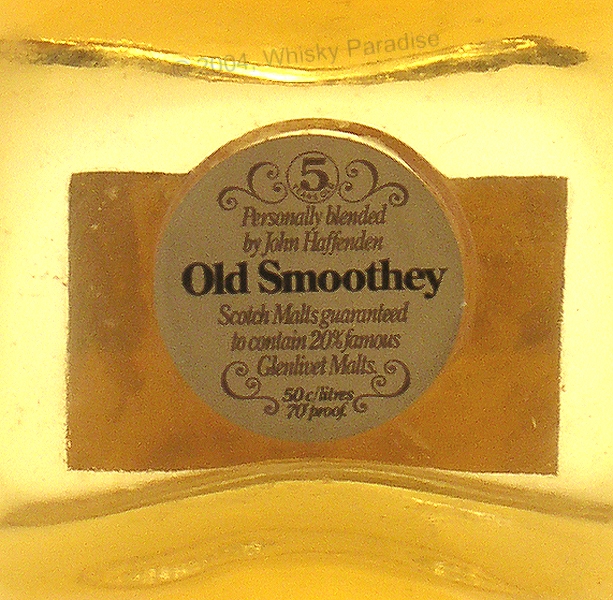 © 2004, Whisky Paradise
5
YEARS OLD
Personally blended
by John Haffenden
Old Smoothey
Scotch Malts guaranteed
to contain 20% famous
Glenlivet Malts.
50 c/litres
70° proof.